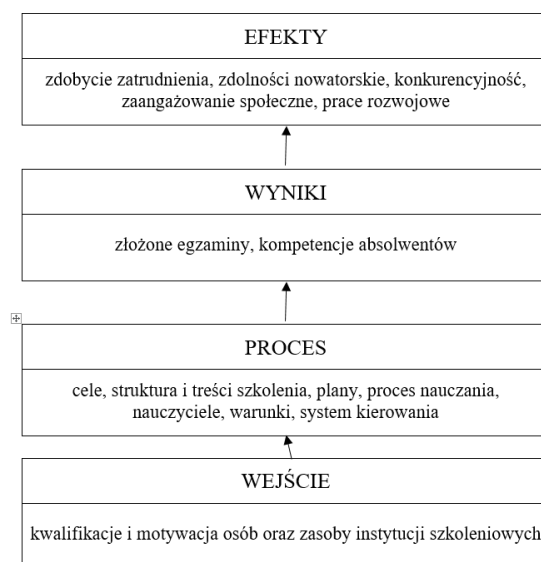 EFEKTY
zdobycie zatrudnienia, zdolności nowatorskie, konkurencyjność,
zaangażowanie społeczne, prace rozwojowe
WYNIKI
złożone egzaminy, kompetencje absolwentów
PROCES
cele, struktura i treści szkolenia, plany, proces nauczania,
nauczyciele, warunki, system kierowania
WEJŚCIE
kwalifikacje i motywacja osób oraz zasoby instytucji szkoleniowych